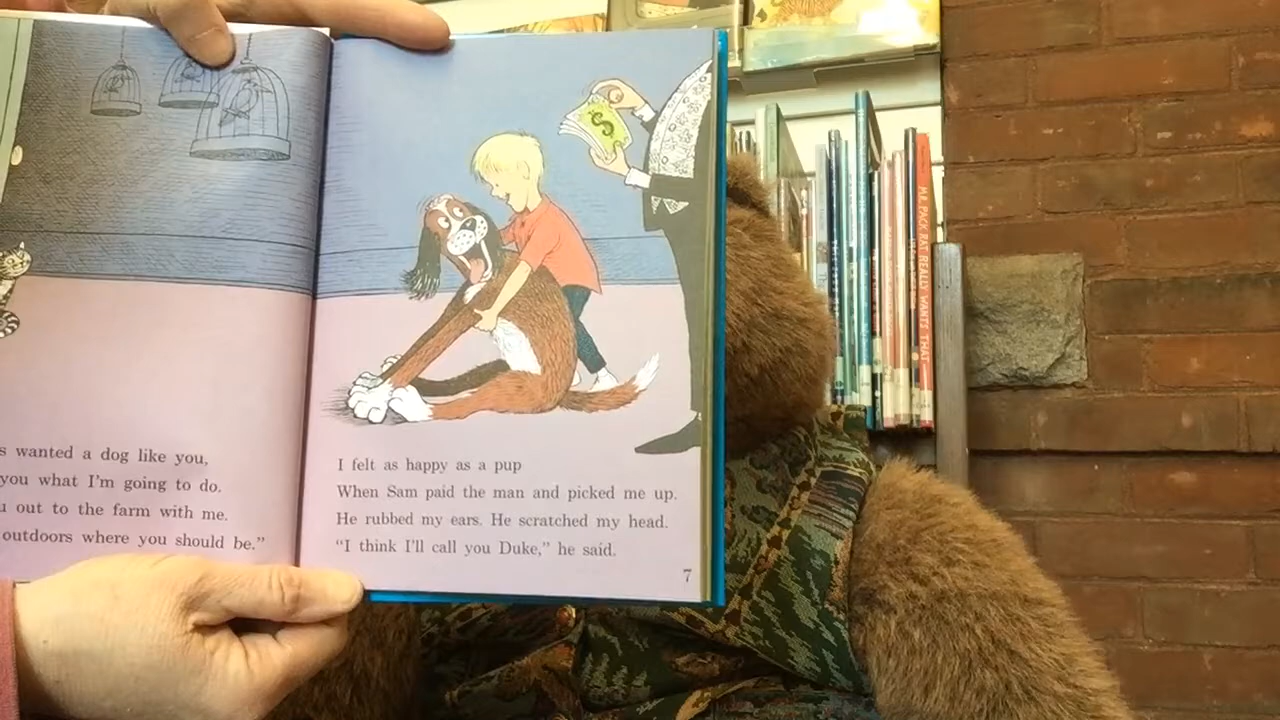 wanted a dog like you,
you what I'm going to do.
out to the farm with me.
outdoors where you should be."
$
I felt as happy as a pup
When Sam paid the man and picked me up.
He rubbed my ears. He scratched my head.
"I think I'll call you Duke," he said.
7
MR. PACK RAT REALLY WANTS THAT